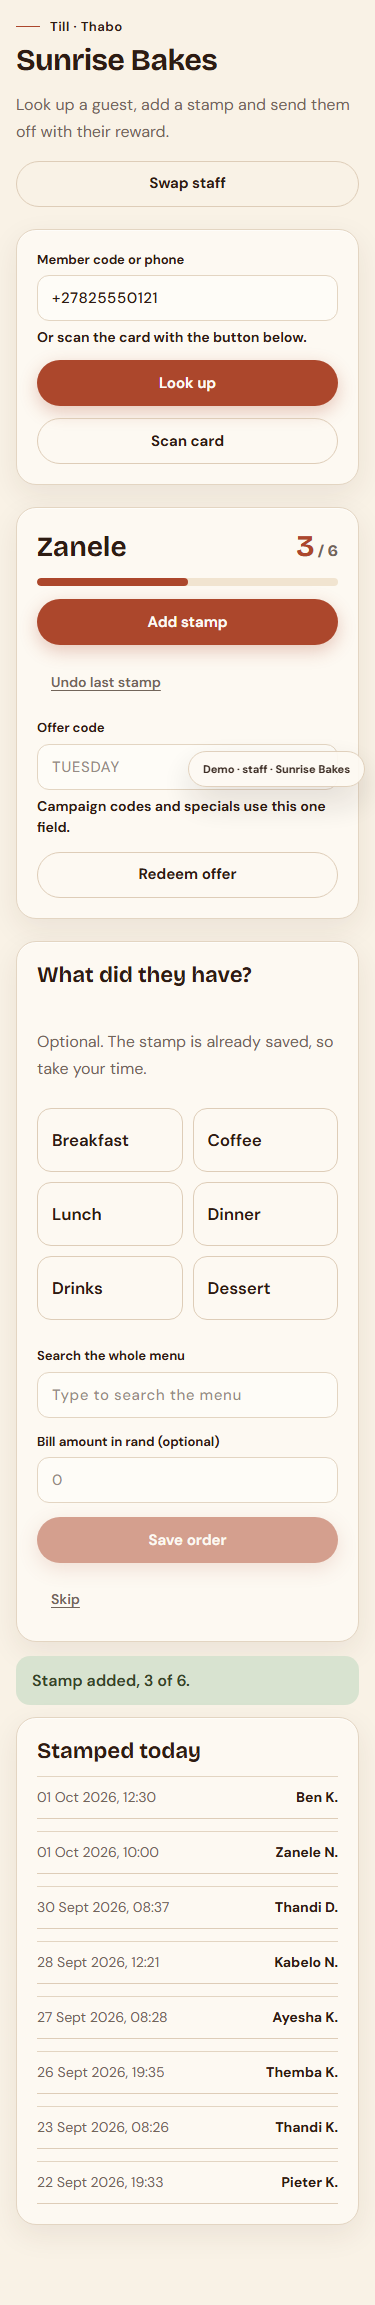 Till · Thabo
Sunrise Bakes
Look up a guest, add a stamp and send them
off with their reward.
Swap staff
Member code or phone
+27825550121
Or scan the card with the button below.
Look up
Scan card
Zanele
3 / 6
Add stamp
Undo last stamp
Offer code
TUESDAY
Demo · staff · Sunrise Bakes
Campaign codes and specials use this one
field.
Redeem offer
What did they have?
Optional. The stamp is already saved, so
take your time.
Breakfast
Coffee
Lunch
Dinner
Drinks
Dessert
Search the whole menu
Type to search the menu
Bill amount in rand (optional)
0
Save order
Skip
Stamp added, 3 of 6.
Stamped today
01 Oct 2026, 12:30 Ben K.
01 Oct 2026, 10:00 Zanele N.
30 Sept 2026, 08:37 Thandi D.
28 Sept 2026, 12:21 Kabelo N.
27 Sept 2026, 08:28 Ayesha K.
26 Sept 2026, 19:35 Themba K.
23 Sept 2026, 08:26 Thandi K.
22 Sept 2026, 19:33 Pieter K.